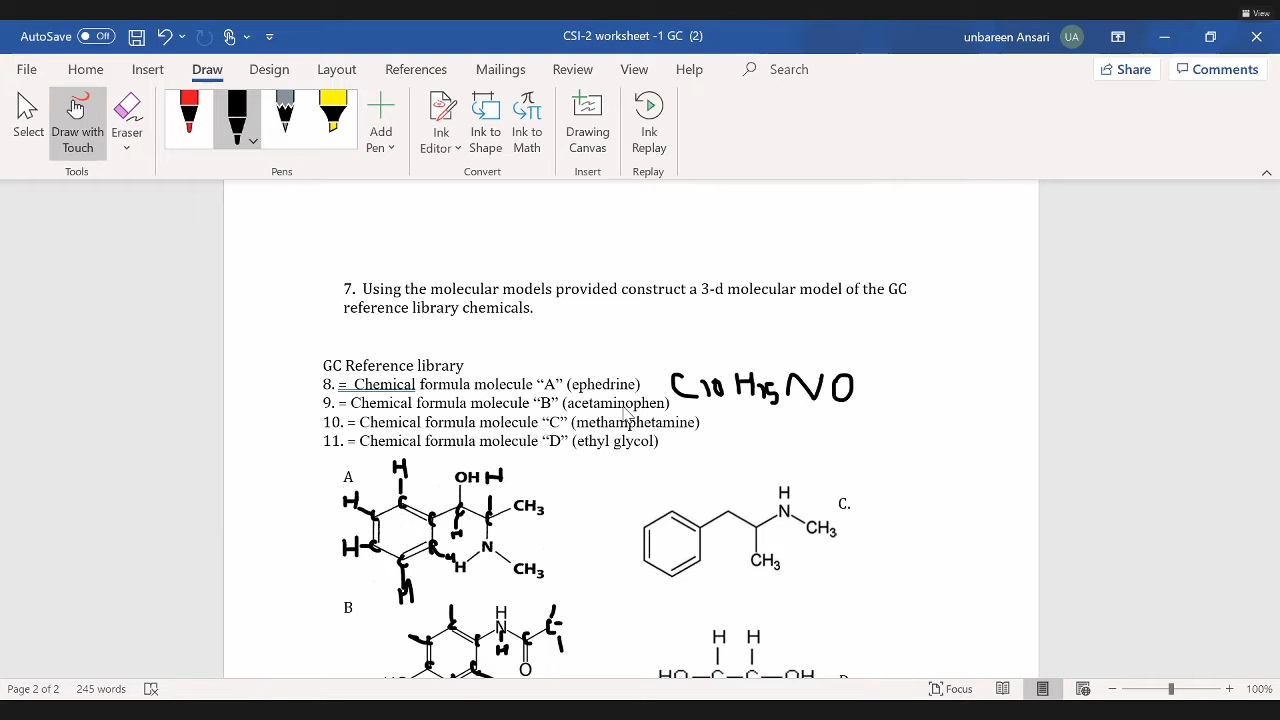 View
AutoSave Off
CSI-2 worksheet -1 GC (2)
unbareen Ansari UA
File Home Insert Draw Design Layout References Mailings Review View Help Search Share Comments
Select Draw with Touch Eraser Add Pen Ink Editor Ink to Shape Ink to Math Drawing Canvas Ink Replay
Tools Pens Convert Insert Replay
7. Using the molecular models provided construct a 3-d molecular model of the GC
reference library chemicals.
GC Reference library
8. = Chemical formula molecule “A” (ephedrine) C10 H15 N O
9. = Chemical formula molecule “B” (acetaminophen)
10. = Chemical formula molecule “C” (methamphetamine)
11. = Chemical formula molecule “D” (ethyl glycol)
A
H
OH H
H C C CH3
H
H C C H N CH3
H
H
C.
H
N
CH3
CH3
B
H
N
H
C
O
H H
HO C C OH
Page 2 of 2 245 words Focus 100%